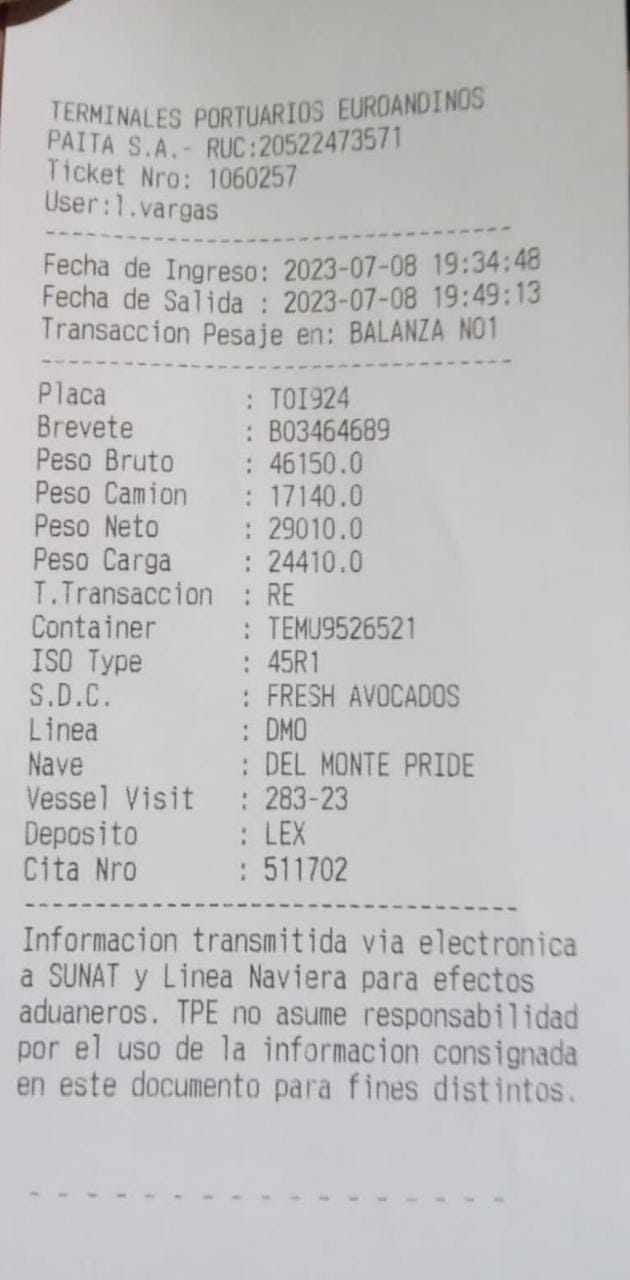 TERMINALES PORTUARIOS EUROANDINOS
PAITA S.A.- RUC:20522473571
Ticket Nro: 1060257
User:l.vargas
----------------------------------
Fecha de Ingreso: 2023-07-08 19:34:48
Fecha de Salida : 2023-07-08 19:49:13
Transaccion Pesaje en: BALANZA NO1
----------------------------------
Placa : TOI924
Brevete : B03464689
Peso Bruto : 46150.0
Peso Camion : 17140.0
Peso Neto : 29010.0
Peso Carga : 24410.0
T.Transaccion : RE
Container : TEMU9526521
ISO Type : 45R1
S.D.C. : FRESH AVOCADOS
Linea : DMO
Nave : DEL MONTE PRIDE
Vessel Visit : 283-23
Deposito : LEX
Cita Nro : 511702
----------------------------------
Informacion transmitida via electronica
a SUNAT y Linea Naviera para efectos
aduaneros. TPE no asume responsabilidad
por el uso de la informacion consignada
en este documento para fines distintos.
- - - - - - - - - - - - - - - - -